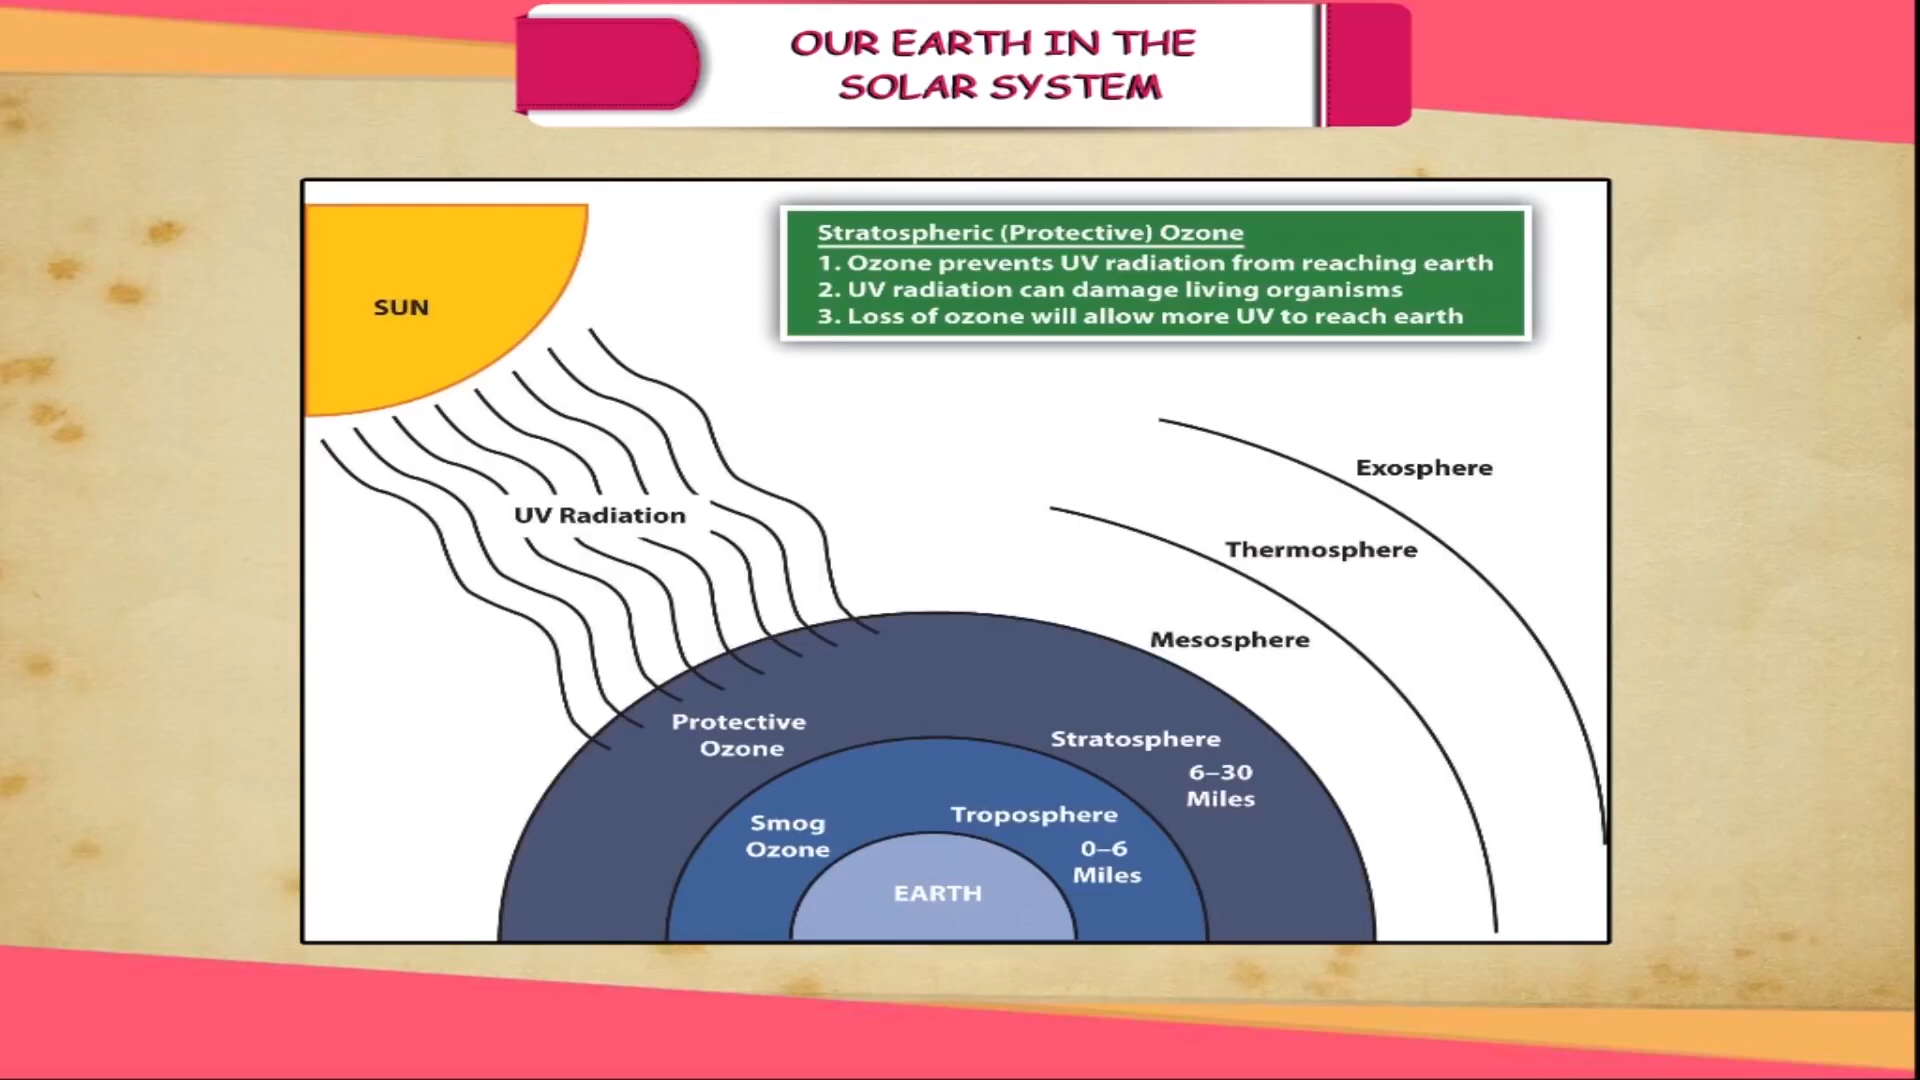 OUR EARTH IN THE
SOLAR SYSTEM
Stratospheric (Protective) Ozone
1. Ozone prevents UV radiation from reaching earth
2. UV radiation can damage living organisms
3. Loss of ozone will allow more UV to reach earth
SUN
UV Radiation
Exosphere
Thermosphere
Mesosphere
Protective
Ozone
Stratosphere
6–30
Miles
Smog
Ozone
Troposphere
0–6
Miles
EARTH